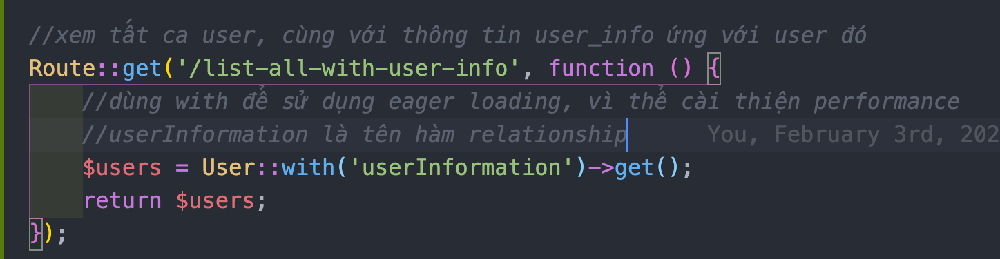 //xem tất ca user, cùng với thông tin user_info ứng với user đó
Route::get('/list-all-with-user-info', function () {
//dùng with để sử dụng eager loading, vì thể cài thiện performance
//userInformation là tên hàm relationship You, February 3rd, 202
$users = User::with('userInformation')->get();
return $users;
});